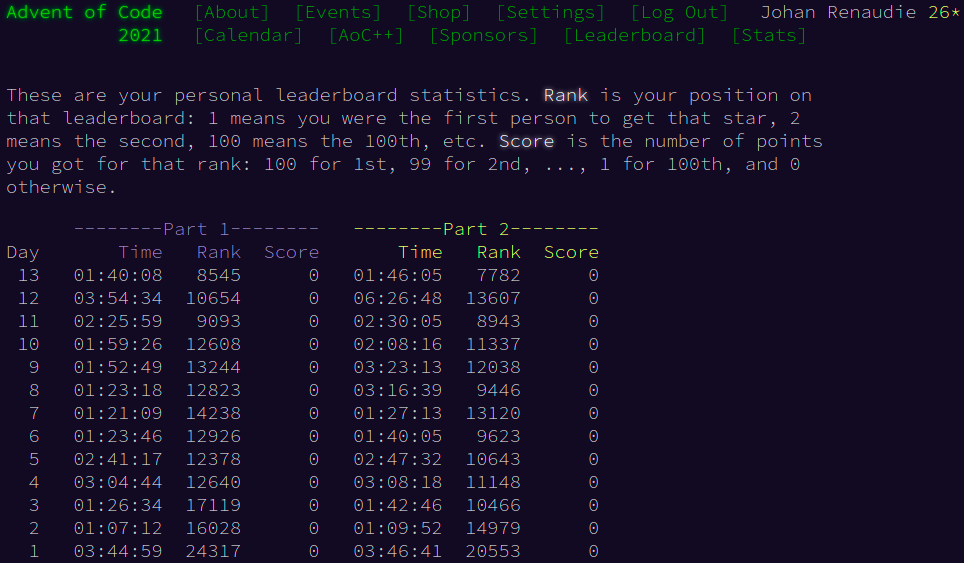 Advent of Code [About] [Events] [Shop] [Settings] [Log Out] Johan Renaudie 26*
2021 [Calendar] [AoC++] [Sponsors] [Leaderboard] [Stats]
These are your personal leaderboard statistics. Rank is your position on
that leaderboard: 1 means you were the first person to get that star, 2
means the second, 100 means the 100th, etc. Score is the number of points
you got for that rank: 100 for 1st, 99 for 2nd, ..., 1 for 100th, and 0
otherwise.
--------Part 1-------- --------Part 2--------
Day Time Rank Score Time Rank Score
13 01:40:08 8545 0 01:46:05 7782 0
12 03:54:34 10654 0 06:26:48 13607 0
11 02:25:59 9093 0 02:30:05 8943 0
10 01:59:26 12608 0 02:08:16 11337 0
9 01:52:49 13244 0 03:23:13 12038 0
8 01:23:18 12823 0 03:16:39 9446 0
7 01:21:09 14238 0 01:27:13 13120 0
6 01:23:46 12926 0 01:40:05 9623 0
5 02:41:17 12378 0 02:47:32 10643 0
4 03:04:44 12640 0 03:08:18 11148 0
3 01:26:34 17119 0 01:42:46 10466 0
2 01:07:12 16028 0 01:09:52 14979 0
1 03:44:59 24317 0 03:46:41 20553 0